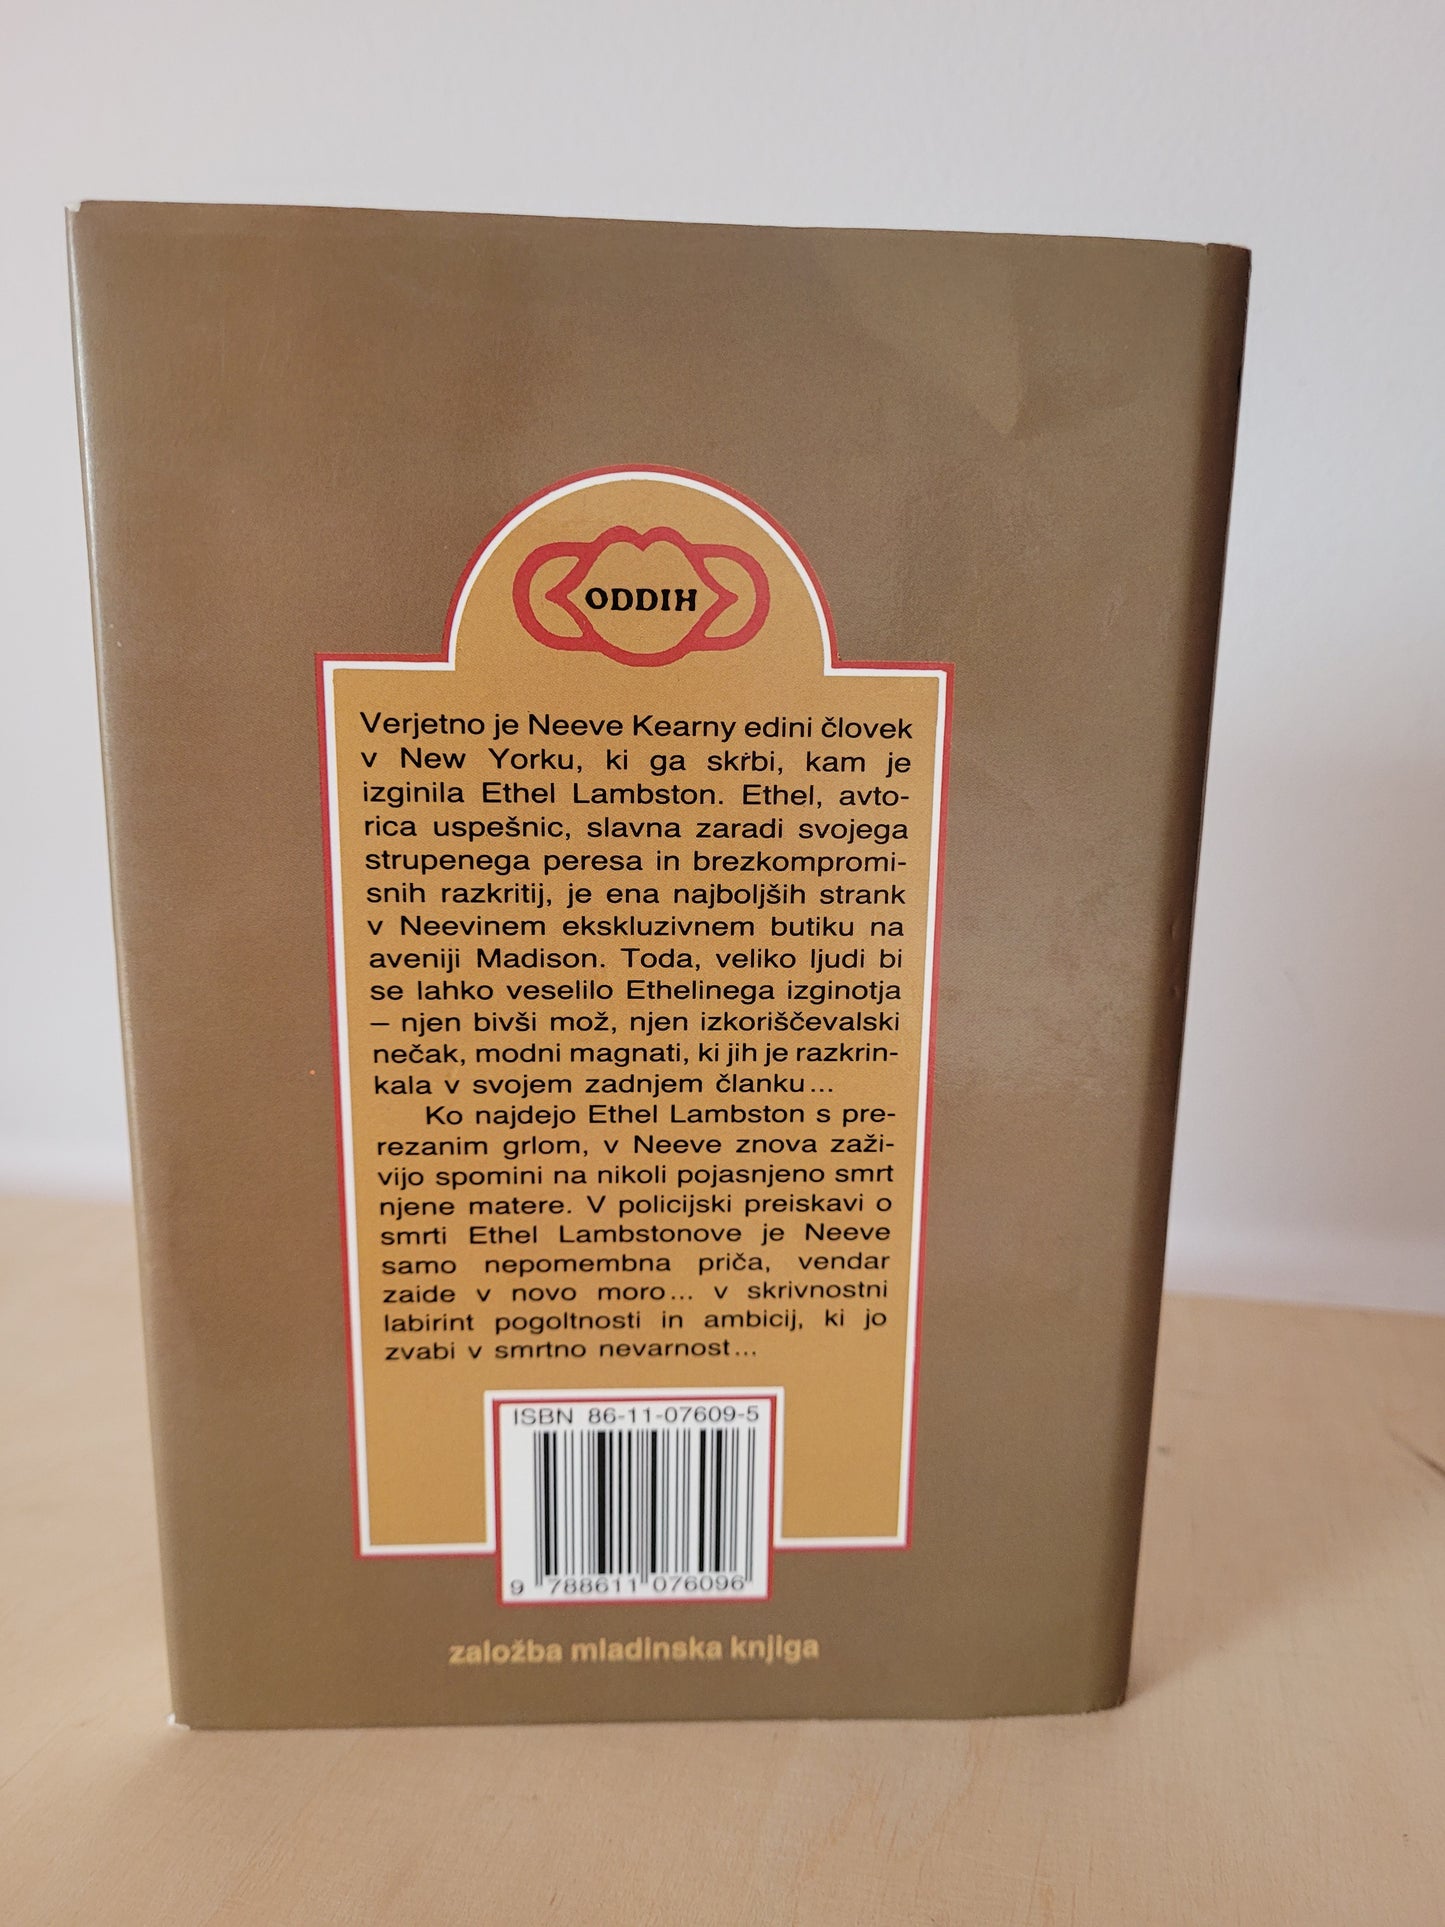 ODDIH
Verjetno je Neeve Kearny edini človek
v New Yorku, ki ga skrbi, kam je
izginila Ethel Lambston. Ethel, avto-
rica uspešnic, slavna zaradi svojega
strupenega peresa in brezkompromi-
snih razkritij, je ena najboljših strank
v Neevinem ekskluzivnem butiku na
aveniji Madison. Toda, veliko ljudi bi
se lahko veselilo Ethelinega izginotja
– njen bivši mož, njen izkoriščevalski
nečak, modni magnati, ki jih je razkrin-
kala v svojem zadnjem članku...
Ko najdejo Ethel Lambston s pre-
rezanim grlom, v Neeve znova zaži-
vijo spomini na nikoli pojasnjeno smrt
njene matere. V policijski preiskavi o
smrti Ethel Lambstonove je Neeve
samo nepomembna priča, vendar
zaide v novo moro... v skrivnostni
labirint pogoltnosti in ambicij, ki jo
zvabi v smrtno nevarnost...
ISBN 86-11-07609-5
9 788611 076096
založba mladinska knjiga